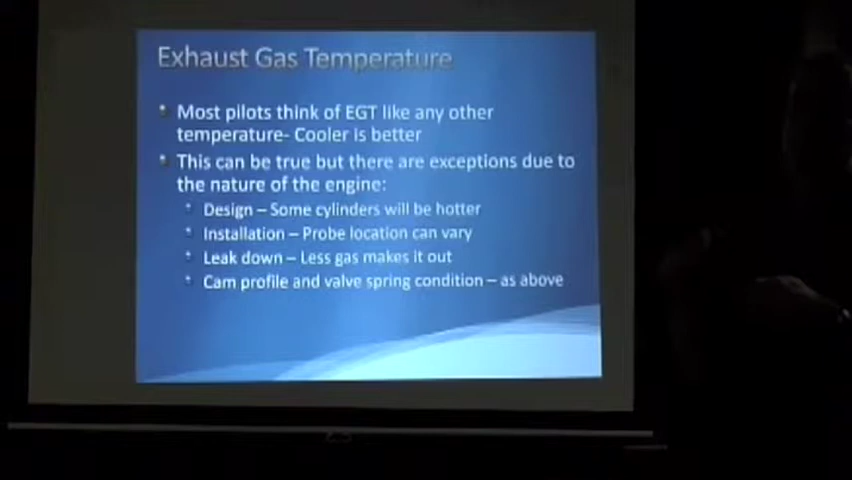 Exhaust Gas Temperature
Most pilots think of EGT like any other
temperature- Cooler is better
This can be true but there are exceptions due to
the nature of the engine:
Design – Some cylinders will be hotter
Installation – Probe location can vary
Leak down – Less gas makes it out
Cam profile and valve spring condition – as above